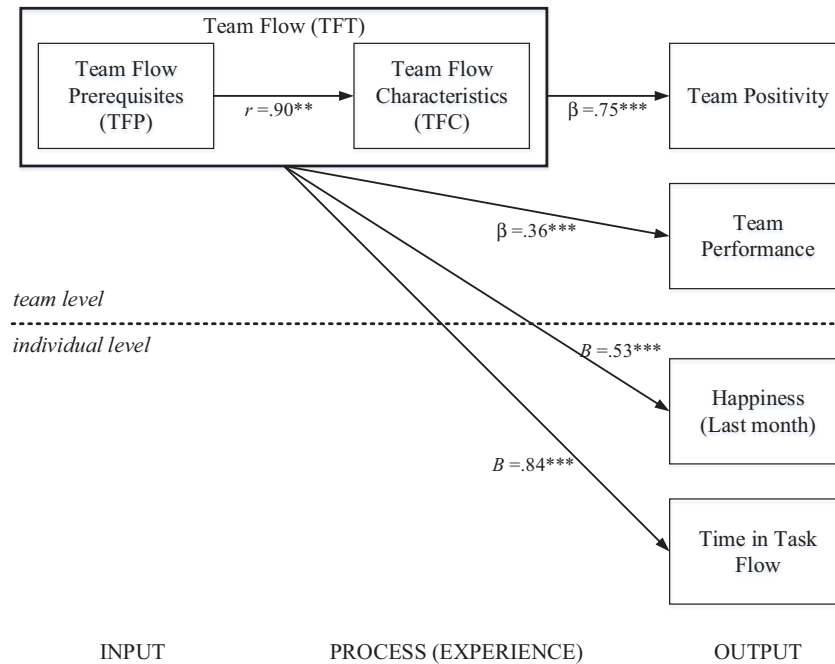 Team Flow (TFT)
Team Flow
Prerequisites
(TFP)
r =.90**
Team Flow
Characteristics
(TFC)
β =.75***
Team Positivity
β =.36***
Team
Performance
team level
individual level
B =.53***
Happiness
(Last month)
B =.84***
Time in Task
Flow
INPUT
PROCESS (EXPERIENCE)
OUTPUT